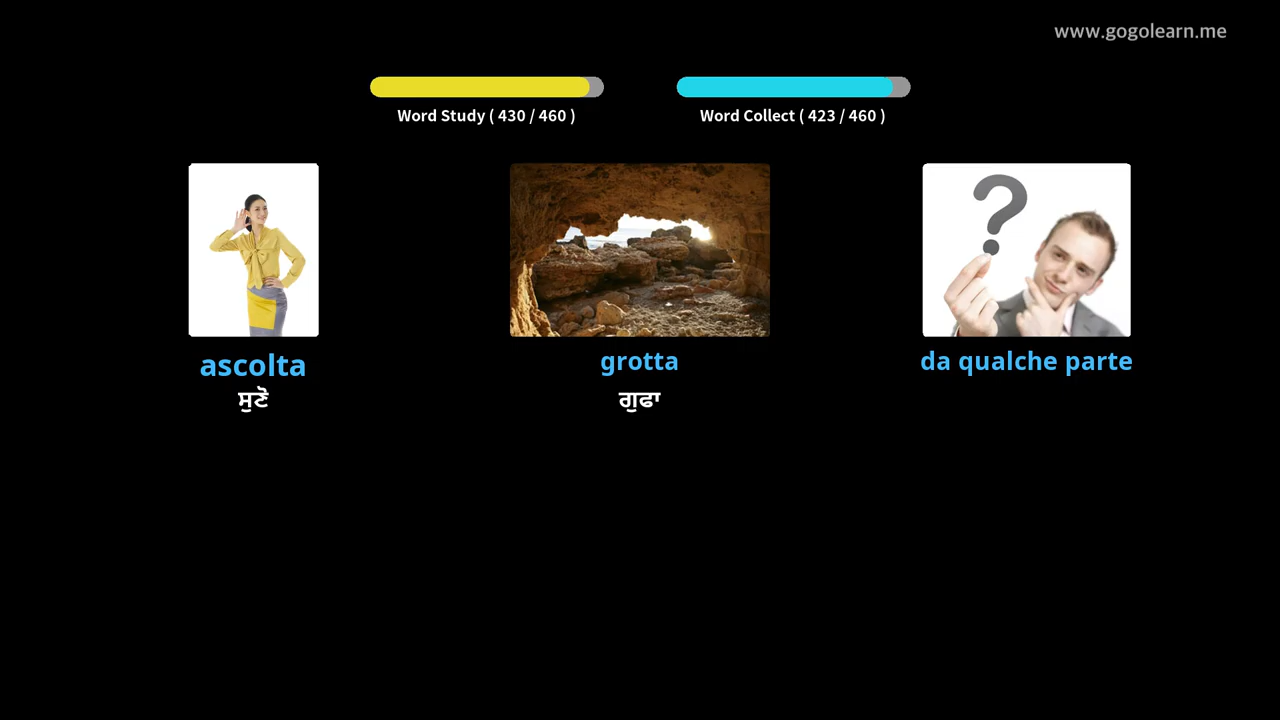 www.gogolearn.me
Word Study ( 430 / 460 )
Word Collect ( 423 / 460 )
ascolta
ਸੁਣੋ
grotta
ਗੁਫਾ
da qualche parte